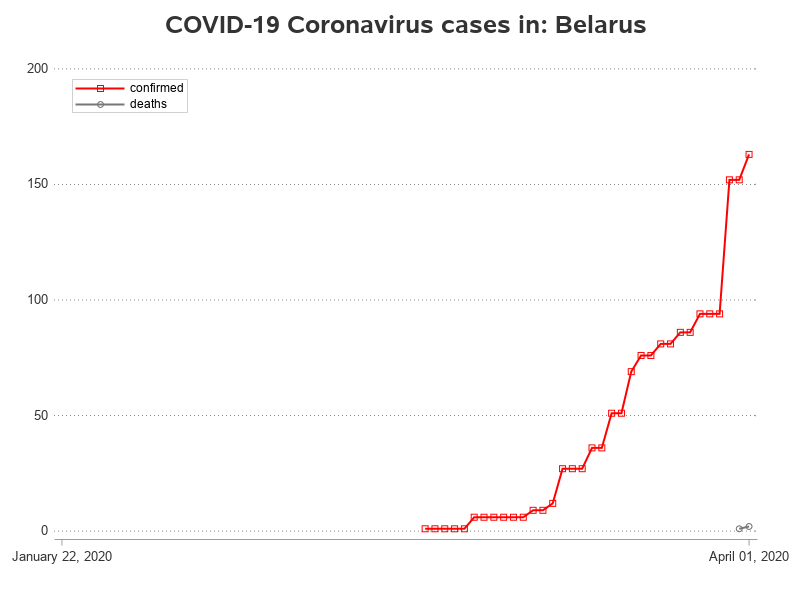 COVID-19 Coronavirus cases in: Belarus
200
confirmed
deaths
150
100
50
0
January 22, 2020 April 01, 2020